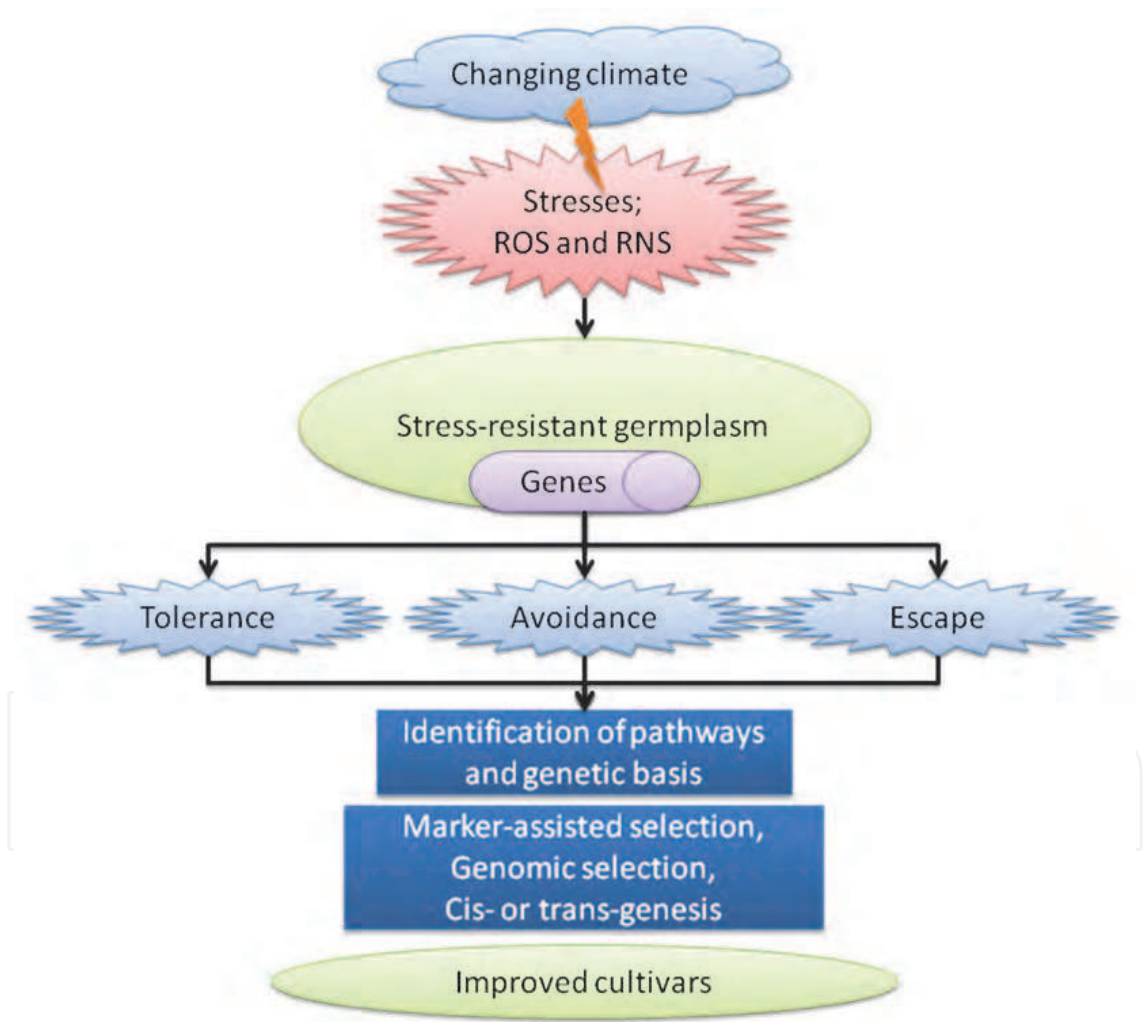 Changing climate
Stresses;
ROS and RNS
Stress-resistant germplasm
Genes
Tolerance
Avoidance
Escape
Identification of pathways
and genetic basis
Marker-assisted selection,
Genomic selection,
Cis- or trans-genesis
Improved cultivars